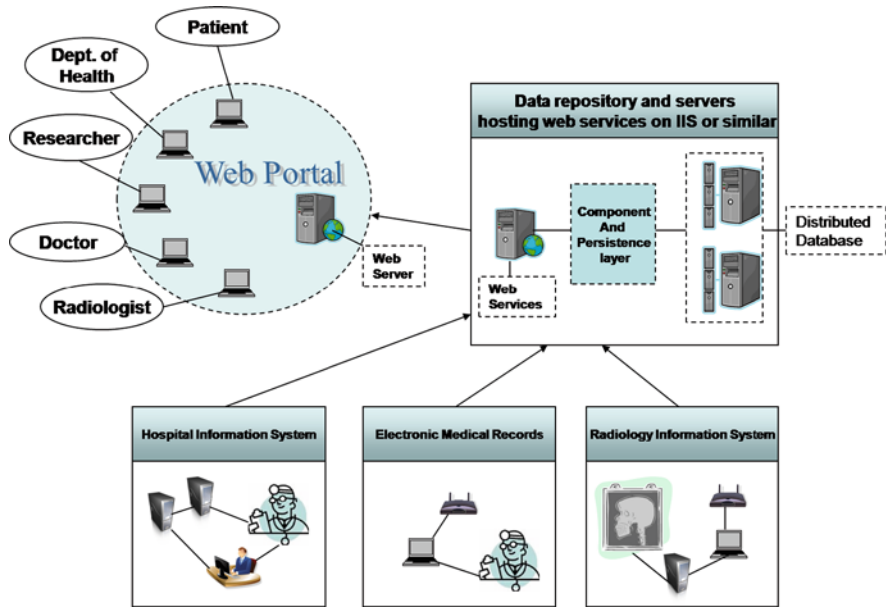 Patient
Dept. of
Health
Researcher
Doctor
Radiologist
Web Portal
Web
Server
Data repository and servers
hosting web services on IIS or similar
Web
Services
Component
And
Persistence
layer
Distributed
Database
Hospital Information System
Electronic Medical Records
Radiology Information System